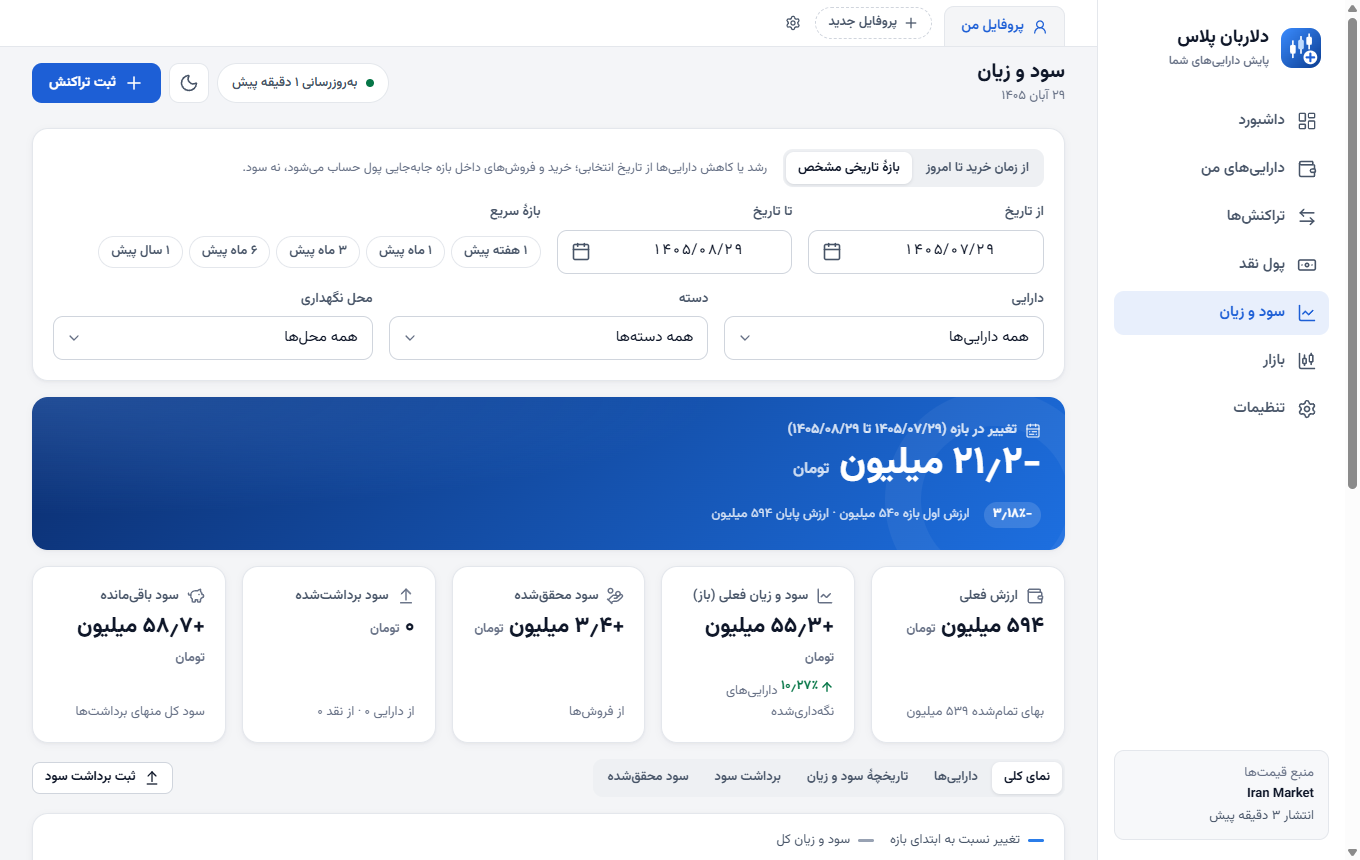 دلاربان پلاس
پایش دارایی‌های شما
داشبورد
دارایی‌های من
تراکنش‌ها
پول نقد
سود و زیان
بازار
تنظیمات
منبع قیمت‌ها
Iran Market
انتشار ۳ دقیقه پیش
پروفایل من
پروفایل جدید
سود و زیان
۲۹ آبان ۱۴۰۵
به‌روزرسانی ۱ دقیقه پیش
ثبت تراکنش
از زمان خرید تا امروز
بازهٔ تاریخی مشخص
رشد یا کاهش دارایی‌ها از تاریخ انتخابی؛ خرید و فروش‌های داخل بازه جابه‌جایی پول حساب می‌شود، نه سود.
از تاریخ
تا تاریخ
بازهٔ سریع
۱۴۰۵/۰۷/۲۹
۱۴۰۵/۰۸/۲۹
۱ هفته پیش
۱ ماه پیش
۳ ماه پیش
۶ ماه پیش
۱ سال پیش
دارایی
دسته
محل نگهداری
همه دارایی‌ها
همه دسته‌ها
همه محل‌ها
تغییر در بازه (۱۴۰۵/۰۷/۲۹ تا ۱۴۰۵/۰۸/۲۹)
−۲۱٫۲ میلیون تومان
−۳٫۱۸٪
ارزش اول بازه ۵۴۰ میلیون · ارزش پایان ۵۹۴ میلیون
ارزش فعلی
۵۹۴ میلیون تومان
بهای تمام‌شده ۵۳۹ میلیون
سود و زیان فعلی (باز)
+۵۵٫۳ میلیون
تومان
۱۰٫۲۷٪ دارایی‌های
نگه‌داری‌شده
سود محقق‌شده
+۳٫۴ میلیون تومان
از فروش‌ها
سود برداشت‌شده
۰ تومان
از دارایی ۰ · از نقد ۰
سود باقی‌مانده
+۵۸٫۷ میلیون
تومان
سود کل منهای برداشت‌ها
نمای کلی
دارایی‌ها
تاریخچهٔ سود و زیان
برداشت سود
سود محقق‌شده
ثبت برداشت سود
تغییر نسبت به ابتدای بازه
سود و زیان کل